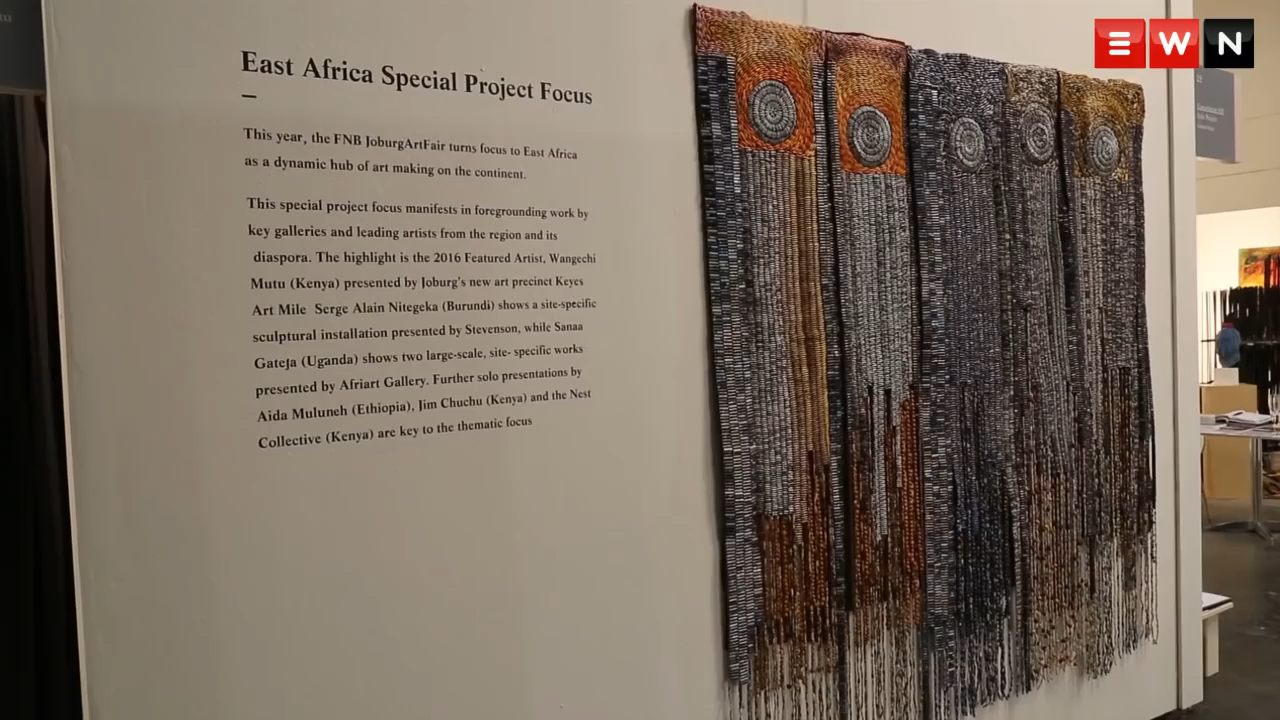 East Africa Special Project Focus
This year, the FNB JoburgArtFair turns focus to East Africa
as a dynamic hub of art making on the continent.
This special project focus manifests in foregrounding work by
key galleries and leading artists from the region and its
diaspora. The highlight is the 2016 Featured Artist, Wangechi
Mutu (Kenya) presented by Joburg's new art precinct Keyes
Art Mile Serge Alain Nitegeka (Burundi) shows a site-specific
sculptural installation presented by Stevenson, while Sanaa
Gateja (Uganda) shows two large-scale, site- specific works
presented by Afriart Gallery. Further solo presentations by
Aida Muluneh (Ethiopia), Jim Chuchu (Kenya) and the Nest
Collective (Kenya) are key to the thematic focus
EWN